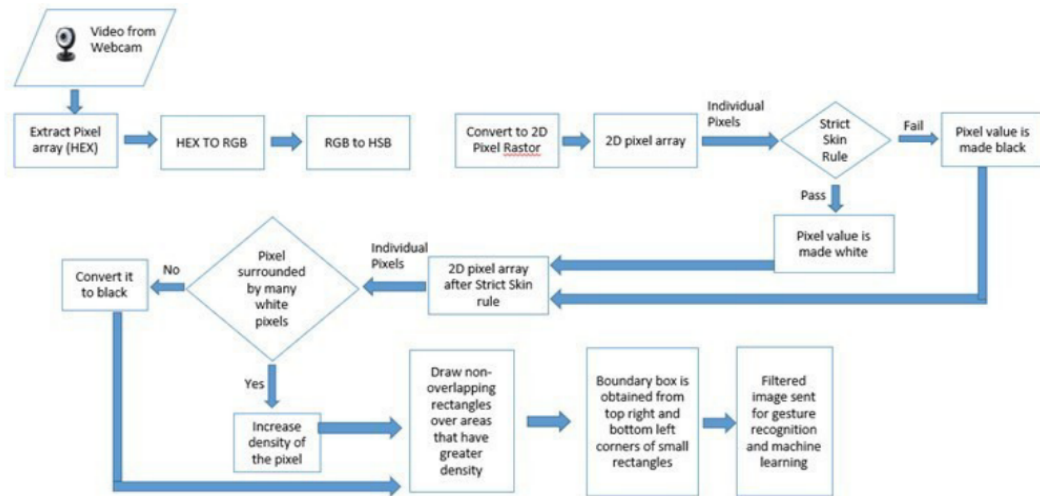 Video from
Webcam
Extract Pixel
array (HEX)
HEX TO RGB
RGB to HSB
Convert to 2D
Pixel Rastor
2D pixel array
Individual
Pixels
Strict
Skin
Rule
Fail
Pixel value is
made black
Pass
Pixel value is
made white
2D pixel array
after Strict Skin
rule
Individual
Pixels
Pixel
surrounded
by many
white
pixels
No
Convert it
to black
Yes
Increase
density of
the pixel
Draw non-
overlapping
rectangles
over areas
that have
greater
density
Boundary box is
obtained from
top right and
bottom left
corners of small
rectangles
Filtered
image sent
for gesture
recognition
and machine
learning